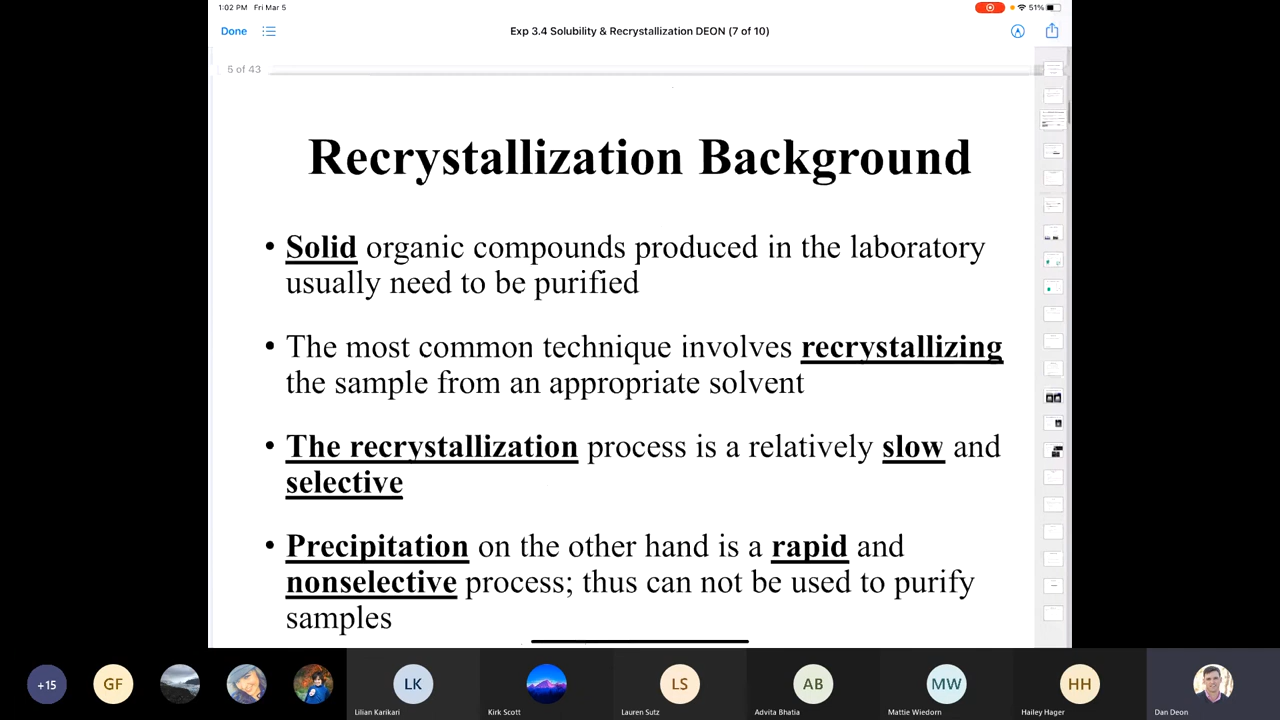 1:02 PM Fri Mar 5
51%
Done
Exp 3.4 Solubility & Recrystallization DEON (7 of 10)
5 of 43
Recrystallization Background
• Solid organic compounds produced in the laboratory
usually need to be purified
• The most common technique involves recrystallizing
the sample from an appropriate solvent
• The recrystallization process is a relatively slow and
selective
• Precipitation on the other hand is a rapid and
nonselective process; thus can not be used to purify
samples
+15
GF
LK
LS
AB
MW
HH
Lilian Karikari
Kirk Scott
Lauren Sutz
Advita Bhatia
Mattie Wiedorn
Hailey Hager
Dan Deon